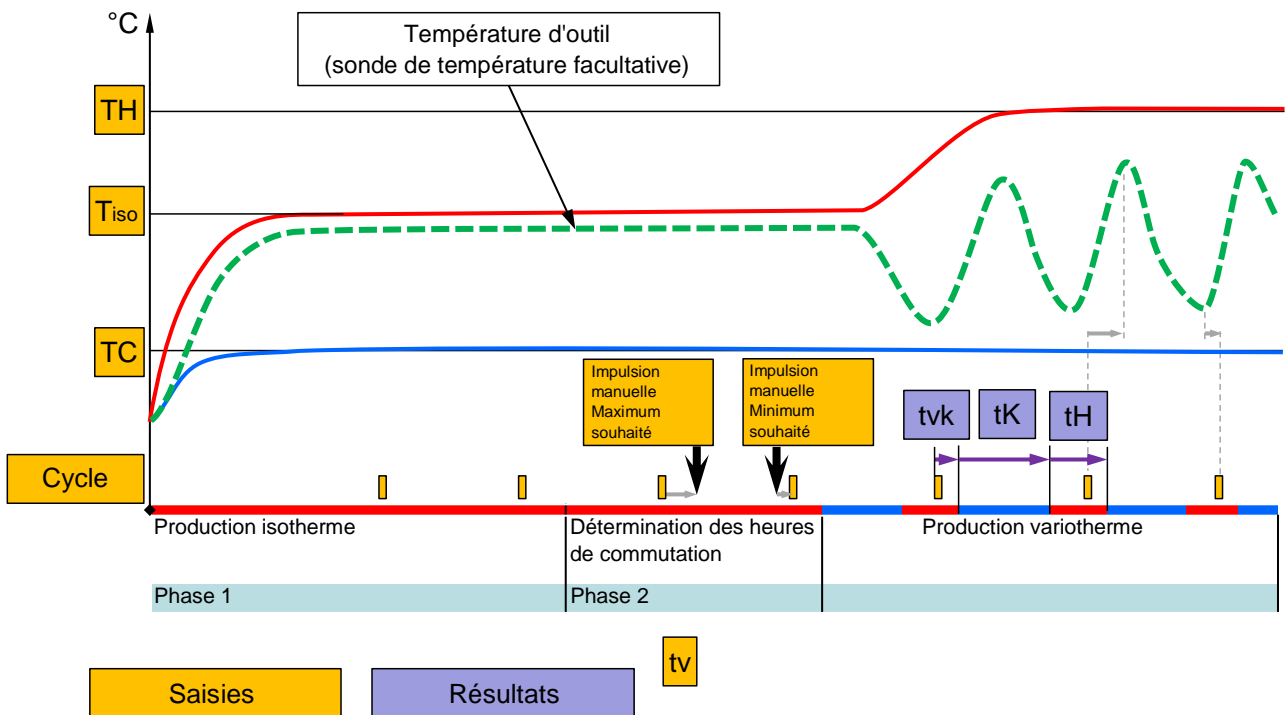 °C
Température d'outil
(sonde de température facultative)
TH
Tiso
TC
Impulsion
manuelle
Maximum
souhaité
Impulsion
manuelle
Minimum
souhaité
tvk
tK
tH
Cycle
Production isotherme
Détermination des heures
de commutation
Production variotherme
Phase 1
Phase 2
tv
Saisies
Résultats